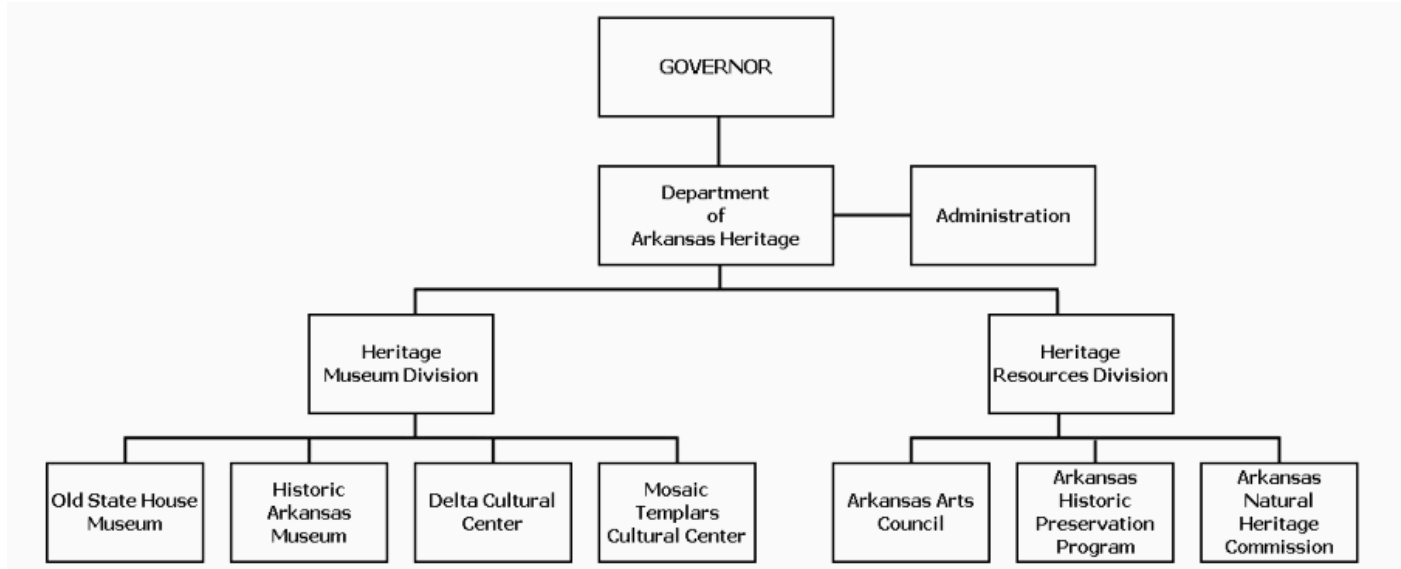 GOVERNOR
Department
of
Arkansas Heritage
Administration
Heritage
Museum Division
Heritage
Resources Division
Old State House
Museum
Historic
Arkansas
Museum
Delta Cultural
Center
Mosaic
Templars
Cultural Center
Arkansas Arts
Council
Arkansas
Historic
Preservation
Program
Arkansas
Natural
Heritage
Commission